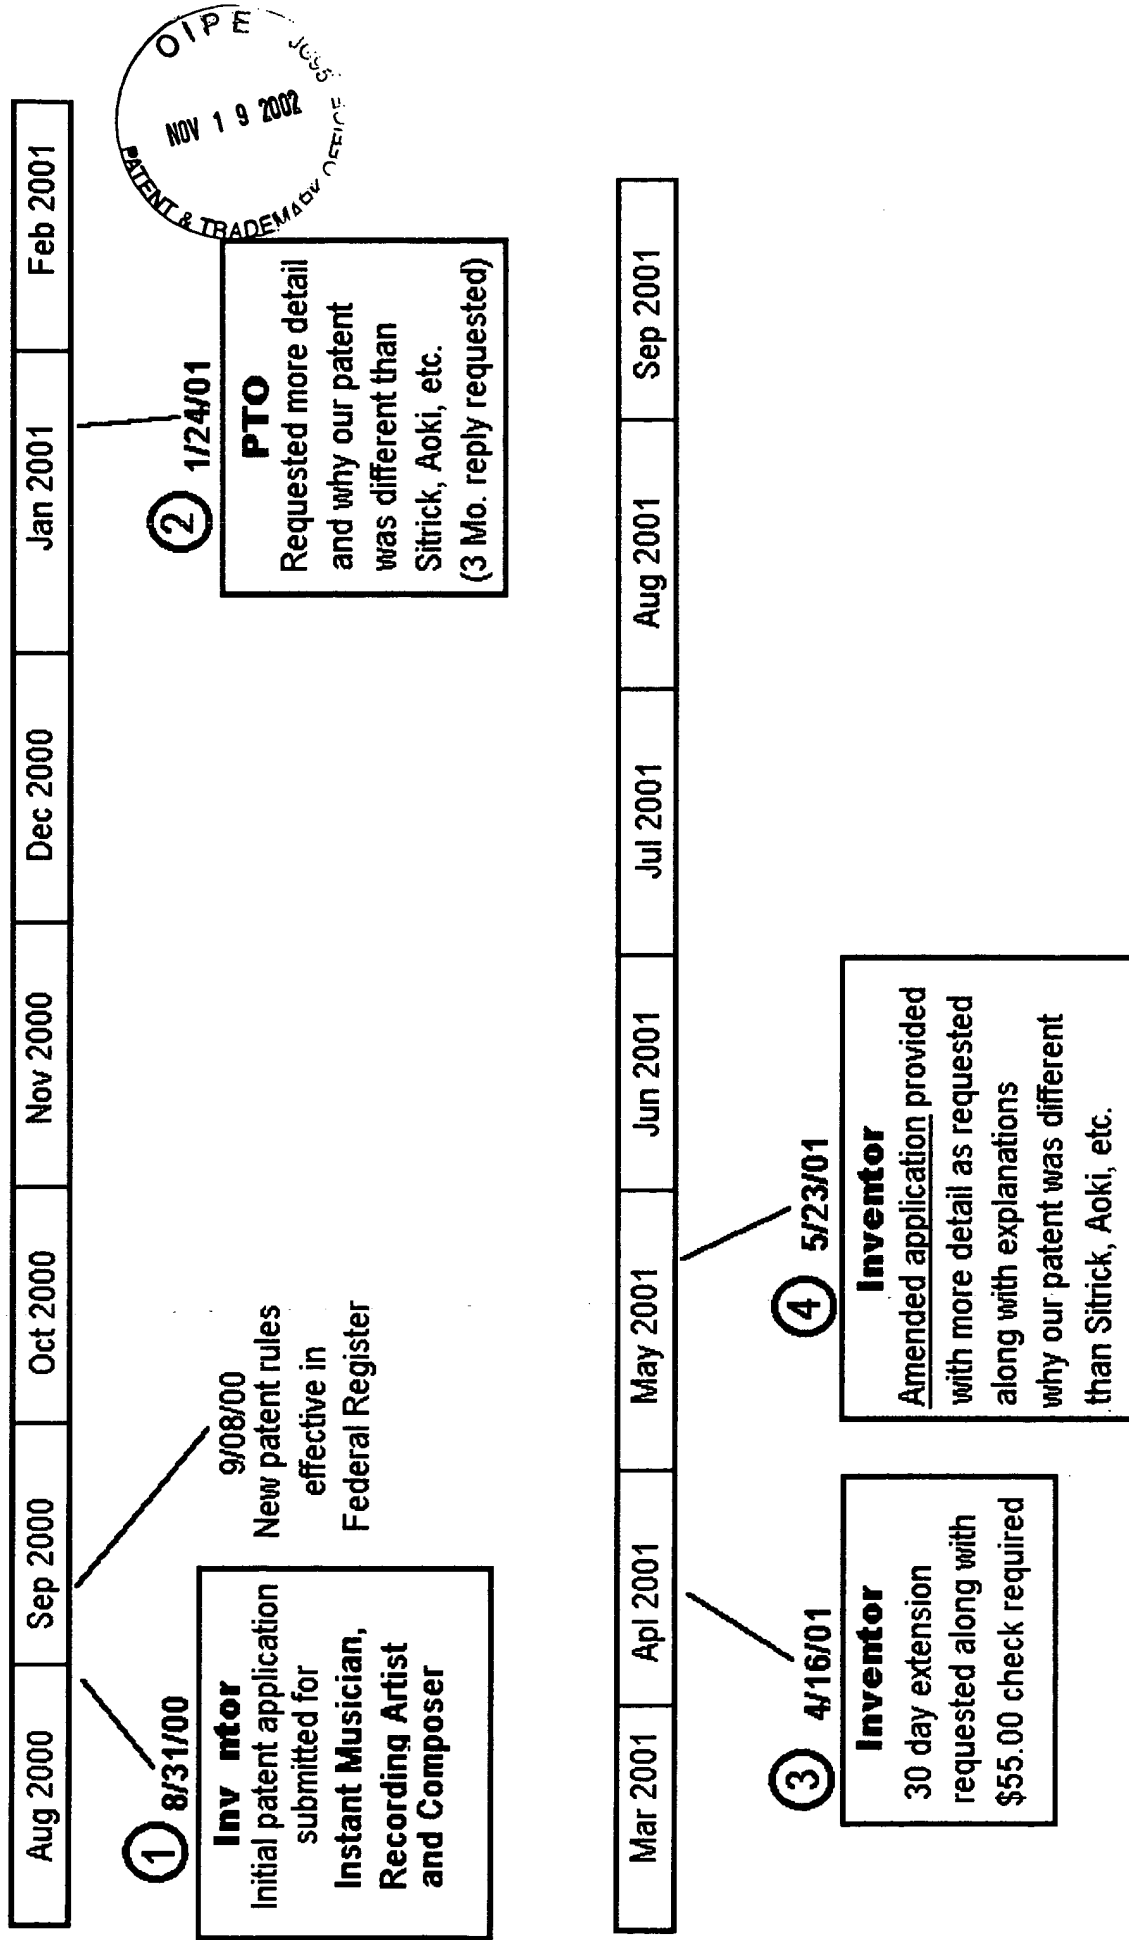 Aug 2000 Sep 2000 Oct 2000 Nov 2000 Dec 2000 Jan 2001 Feb 2001
1 8/31/00
Inv ntor
Initial patent application
submitted for
Instant Musician,
Recording Artist
and Composer
9/08/00
New patent rules
effective in
Federal Register
2 1/24/01
PTO
Requested more detail
and why our patent
was different than
Sitrick, Aoki, etc.
(3 Mo. reply requested)
OIPE
NOV 19 2002
PATENT & TRADEMARK OFFICE
Mar 2001 Apl 2001 May 2001 Jun 2001 Jul 2001 Aug 2001 Sep 2001
3 4/16/01
Inventor
30 day extension
requested along with
$55.00 check required
4 5/23/01
Inventor
Amended application provided
with more detail as requested
along with explanations
why our patent was different
than Sitrick, Aoki, etc.